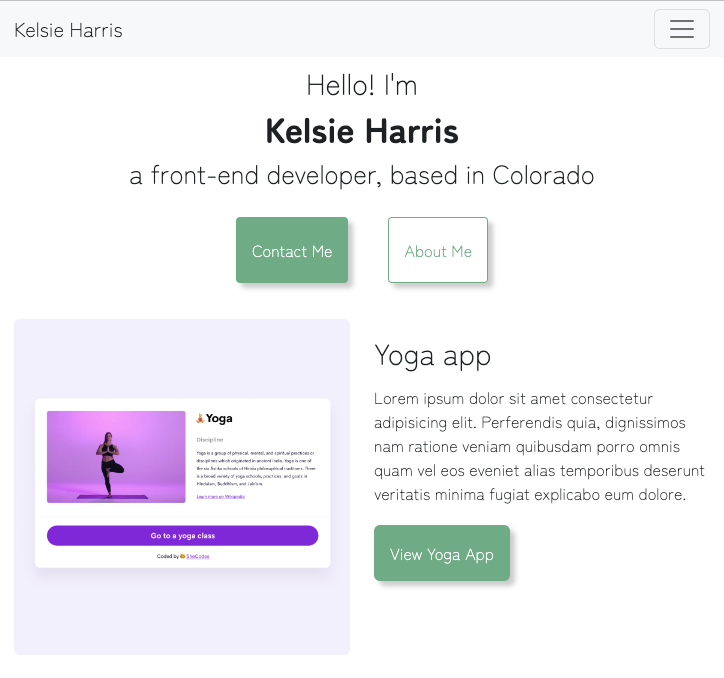 Kelsie Harris
Hello! I'm
Kelsie Harris
a front-end developer, based in Colorado
Contact Me
About Me
Yoga
Discipline
Yoga is a group of physical, mental, and spiritual practices or
disciplines which originated in ancient India. Yoga is one of
the six Āstika schools of Hindu philosophical traditions. There
is a broad variety of yoga schools, practices, and goals in
Hinduism, Buddhism, and Jainism.
Learn more on Wikipedia
Go to a yoga class
Coded by SheCodes
Yoga app
Lorem ipsum dolor sit amet consectetur
adipisicing elit. Perferendis quia, dignissimos
nam ratione veniam quibusdam porro omnis
quam vel eos eveniet alias temporibus deserunt
veritatis minima fugiat explicabo eum dolore.
View Yoga App